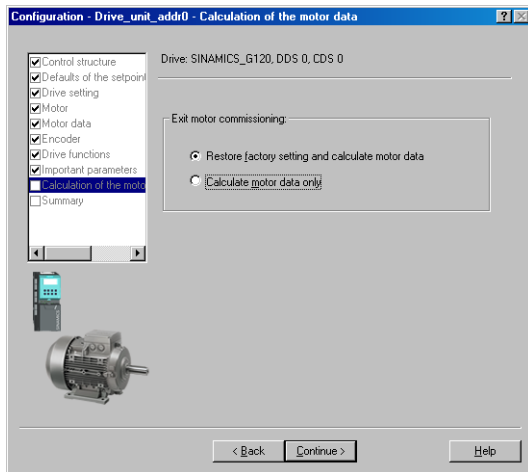 Configuration - Drive_unit_addr0 - Calculation of the motor data
Drive: SINAMICS_G120, DDS 0, CDS 0
Control structure
Defaults of the setpoint
Drive setting
Motor
Motor data
Encoder
Drive functions
Important parameters
Calculation of the moto
Summary
Exit motor commissioning:
Restore factory setting and calculate motor data
Calculate motor data only
< Back
Continue >
Help